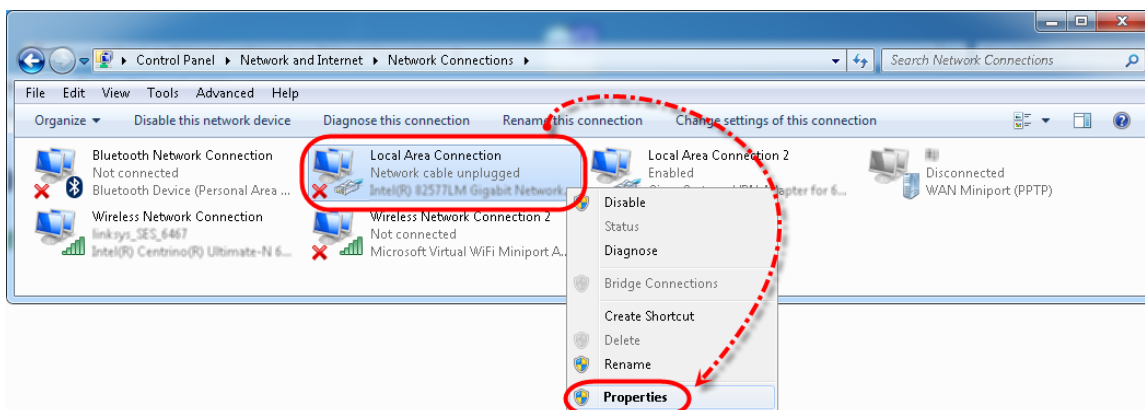 Control Panel ▸ Network and Internet ▸ Network Connections ▸
Search Network Connections
File Edit View Tools Advanced Help
Organize Disable this network device Diagnose this connection Rename this connection Change settings of this connection
Bluetooth Network Connection
Not connected
Bluetooth Device (Personal Area ...
Local Area Connection
Network cable unplugged
Intel(R) 82577LM Gigabit Network...
Local Area Connection 2
Enabled
for 6...
Disconnected
WAN Miniport (PPTP)
Wireless Network Connection
linksys_SES_6467
Intel(R) Centrino(R) Ultimate-N 6...
Wireless Network Connection 2
Not connected
Microsoft Virtual WiFi Miniport A...
Disable
Status
Diagnose
Bridge Connections
Create Shortcut
Delete
Rename
Properties